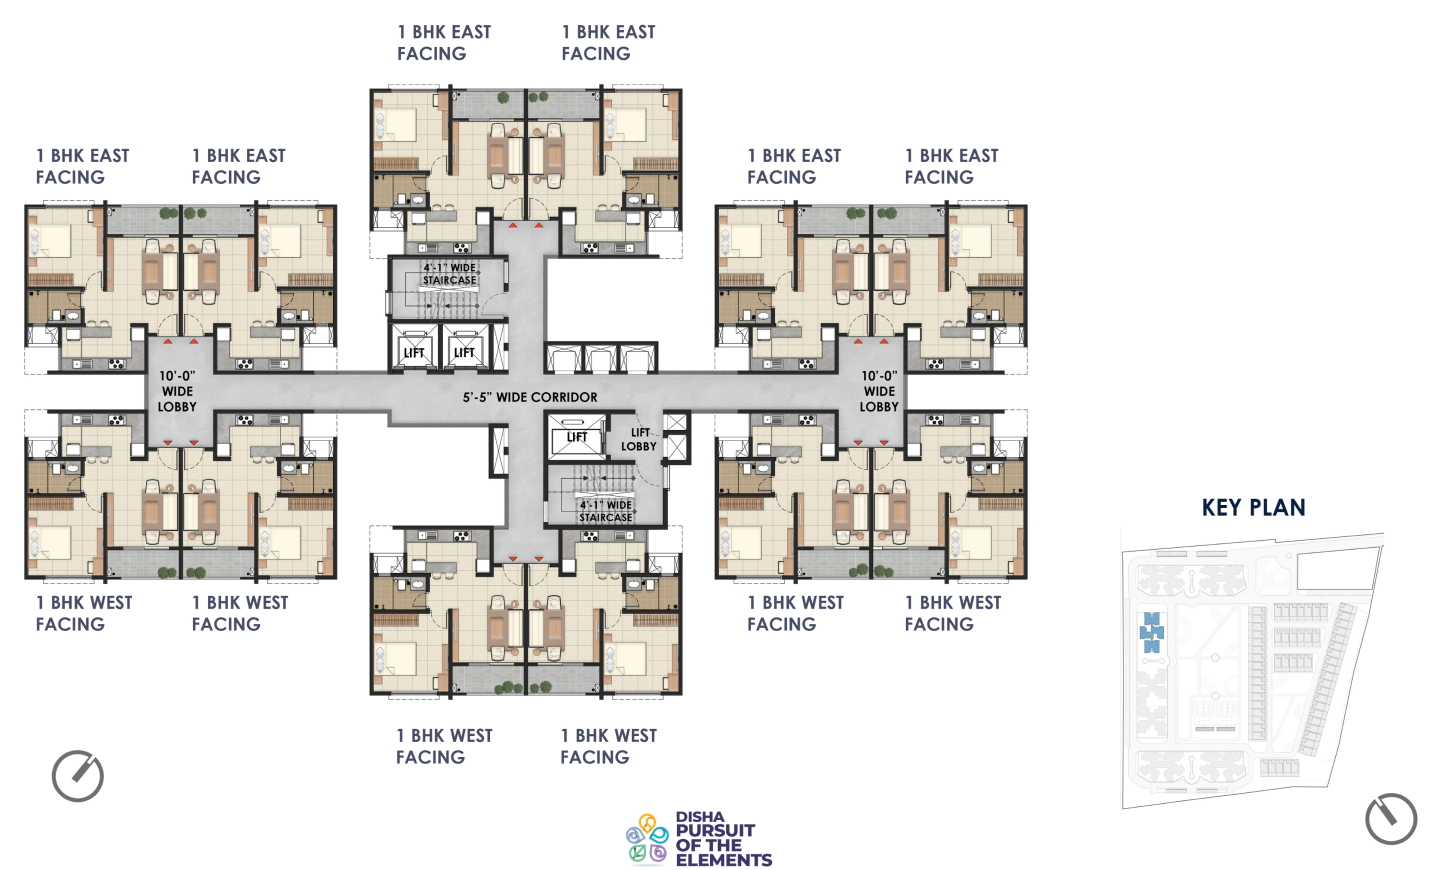 1 BHK EAST
FACING
1 BHK EAST
FACING
1 BHK EAST
FACING
1 BHK EAST
FACING
1 BHK EAST
FACING
1 BHK EAST
FACING
4'-1" WIDE
STAIRCASE
LIFT
LIFT
10'-0"
WIDE
LOBBY
5'-5" WIDE CORRIDOR
10'-0"
WIDE
LOBBY
LIFT
LIFT
LOBBY
4'-1" WIDE
STAIRCASE
KEY PLAN
1 BHK WEST
FACING
1 BHK WEST
FACING
1 BHK WEST
FACING
1 BHK WEST
FACING
1 BHK WEST
FACING
1 BHK WEST
FACING
DISHA
PURSUIT
OF THE
ELEMENTS